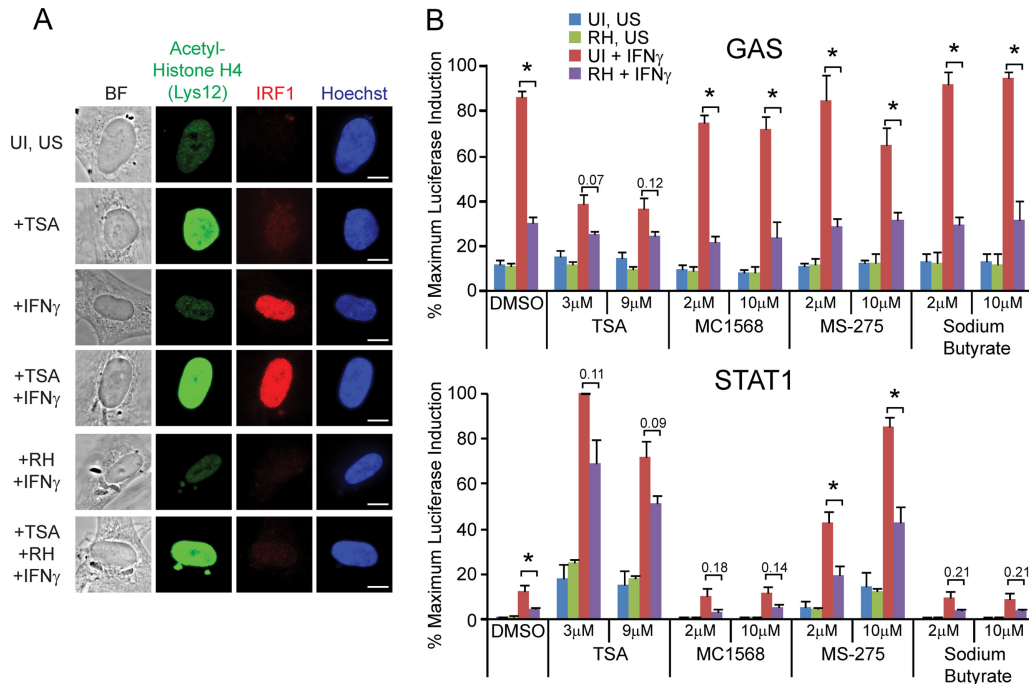 A
Acetyl-
Histone H4
(Lys12)
BF
IRF1
Hoechst
UI, US
+TSA
+IFNγ
+TSA
+IFNγ
+RH
+IFNγ
+TSA
+RH
+IFNγ
B
UI, US
RH, US
UI + IFNγ
RH + IFNγ
GAS
% Maximum Luciferase Induction
100
80
60
40
20
0
*
0.07
0.12
*
*
*
*
*
*
DMSO
3μM
9μM
2μM
10μM
2μM
10μM
2μM
10μM
TSA
MC1568
MS-275
Sodium
Butyrate
STAT1
% Maximum Luciferase Induction
100
80
60
40
20
0
*
0.11
0.09
0.18
0.14
*
*
0.21
0.21
DMSO
3μM
9μM
2μM
10μM
2μM
10μM
2μM
10μM
TSA
MC1568
MS-275
Sodium
Butyrate